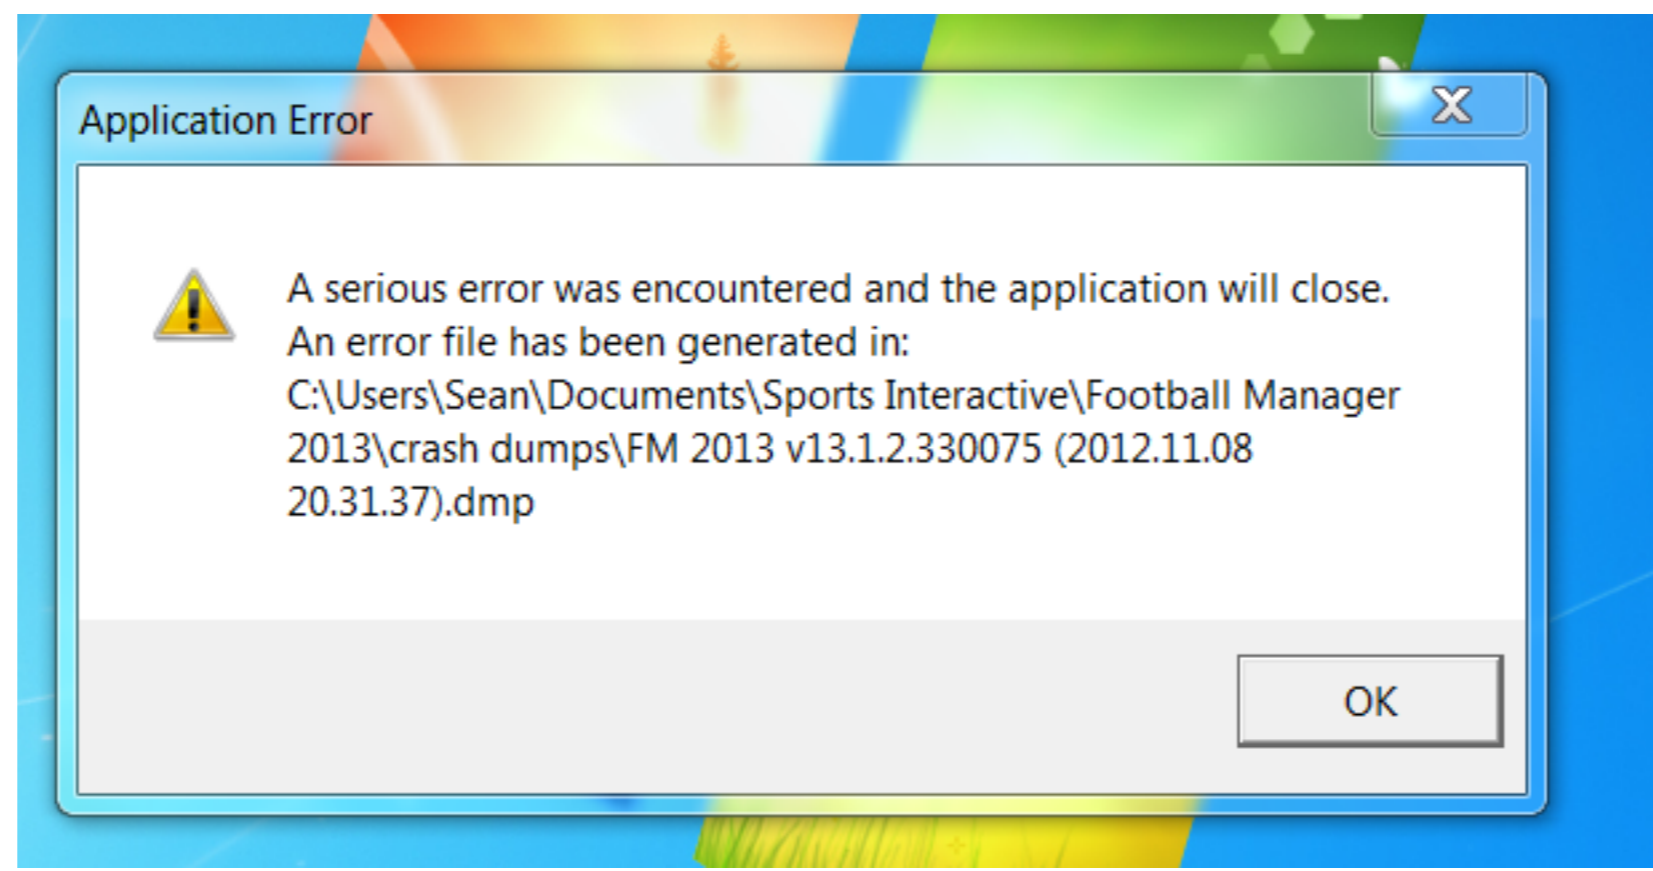 Application Error
A serious error was encountered and the application will close.
An error file has been generated in:
C:\Users\Sean\Documents\Sports Interactive\Football Manager
2013\crash dumps\FM 2013 v13.1.2.330075 (2012.11.08
20.31.37).dmp
OK